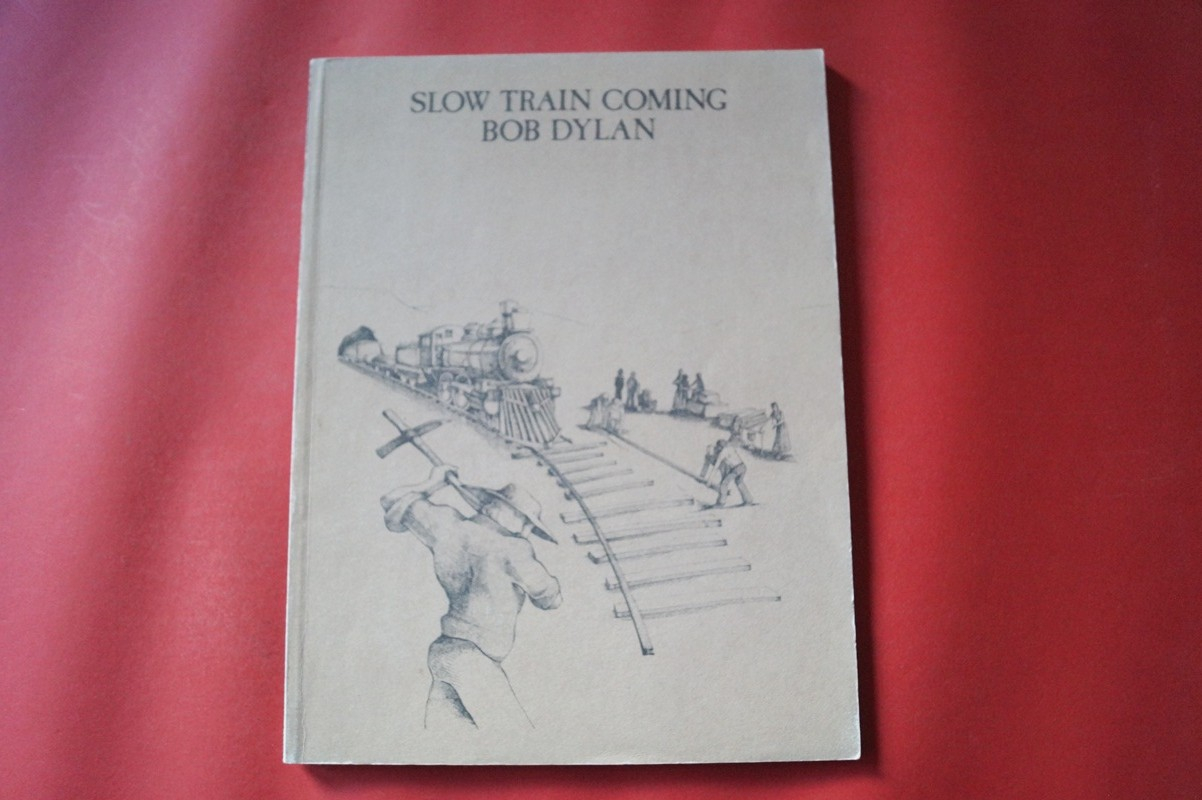 SLOW TRAIN COMING
BOB DYLAN